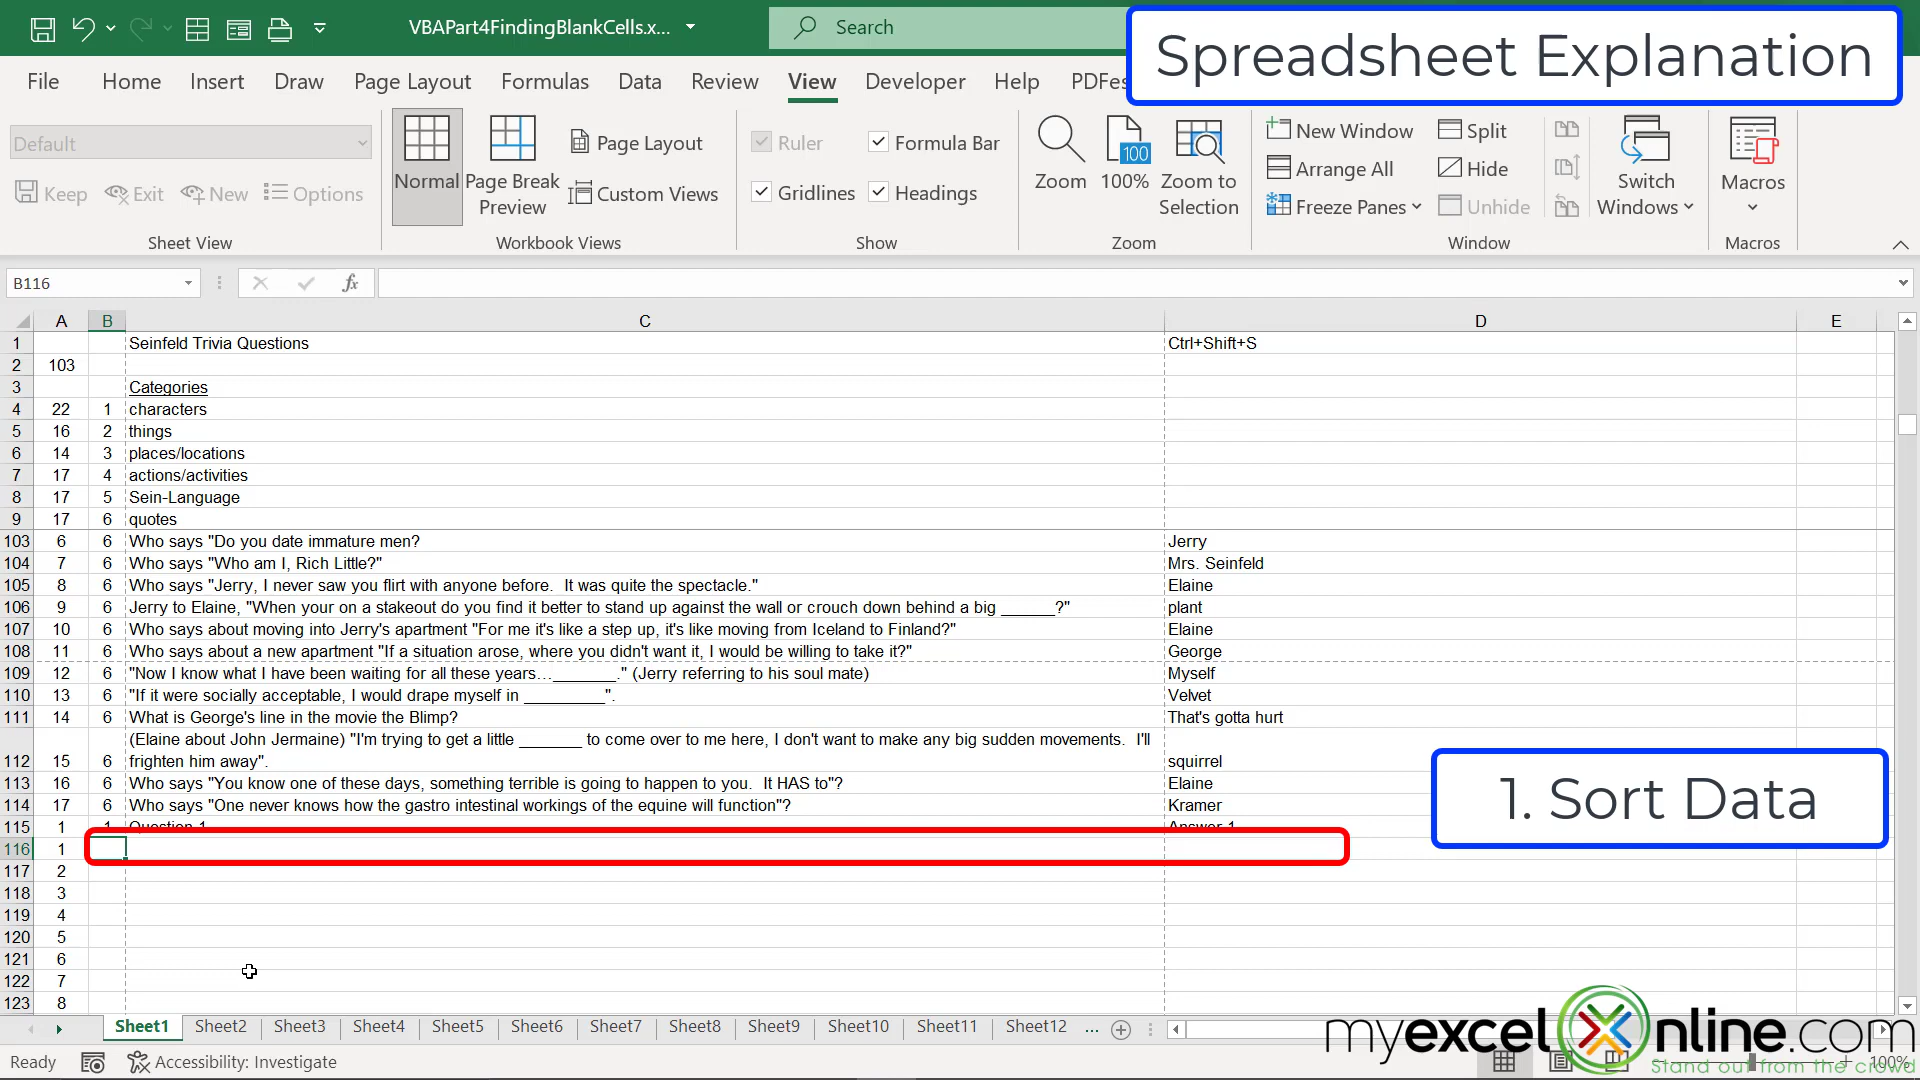 VBAPart4FindingBlankCells.x...
Search
Spreadsheet Explanation
File Home Insert Draw Page Layout Formulas Data Review View Developer Help PDFes
Default
Keep Exit New Options
Sheet View
Normal
Page Break Preview
Page Layout
Custom Views
Workbook Views
Ruler
Formula Bar
Gridlines
Headings
Show
Zoom
100
100%
Zoom to Selection
Zoom
New Window
Arrange All
Freeze Panes
Split
Hide
Unhide
Switch Windows
Window
Macros
Macros
B116
fx
A B C D E
1 Seinfeld Trivia Questions Ctrl+Shift+S
2 103
3 Categories
4 22 1 characters
5 16 2 things
6 14 3 places/locations
7 17 4 actions/activities
8 17 5 Sein-Language
9 17 6 quotes
103 6 6 Who says "Do you date immature men? Jerry
104 7 6 Who says "Who am I, Rich Little?" Mrs. Seinfeld
105 8 6 Who says "Jerry, I never saw you flirt with anyone before.  It was quite the spectacle." Elaine
106 9 6 Jerry to Elaine, "When your on a stakeout do you find it better to stand up against the wall or crouch down behind a big ______?" plant
107 10 6 Who says about moving into Jerry's apartment "For me it's like a step up, it's like moving from Iceland to Finland?" Elaine
108 11 6 Who says about a new apartment "If a situation arose, where you didn't want it, I would be willing to take it?" George
109 12 6 "Now I know what I have been waiting for all these years..._______." (Jerry referring to his soul mate) Myself
110 13 6 "If it were socially acceptable, I would drape myself in _________". Velvet
111 14 6 What is George's line in the movie the Blimp? That's gotta hurt
(Elaine about John Jermaine) "I'm trying to get a little _______ to come over to me here, I don't want to make any big sudden movements.  I'll
112 15 6 frighten him away". squirrel
113 16 6 Who says "You know one of these days, something terrible is going to happen to you.  It HAS to"? Elaine
114 17 6 Who says "One never knows how the gastro intestinal workings of the equine will function"? Kramer
115 1 1 Question 1 Answer 1
116 1
117 2
118 3
119 4
120 5
121 6
122 7
123 8
1. Sort Data
Sheet1 Sheet2 Sheet3 Sheet4 Sheet5 Sheet6 Sheet7 Sheet8 Sheet9 Sheet10 Sheet11 Sheet12 ...
myexcelonline.com
Stand out from the crowd
Ready Accessibility: Investigate 100%